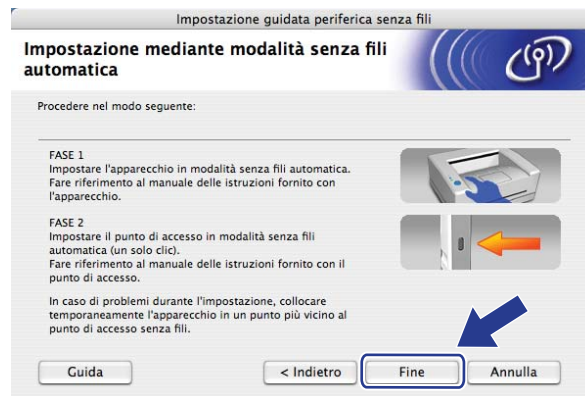 Impostazione guidata periferica senza fili
Impostazione mediante modalità senza fili
automatica
Procedere nel modo seguente:
FASE 1
Impostare l'apparecchio in modalità senza fili automatica.
Fare riferimento al manuale delle istruzioni fornito con
l'apparecchio.
FASE 2
Impostare il punto di accesso in modalità senza fili
automatica (un solo clic).
Fare riferimento al manuale delle istruzioni fornito con il
punto di accesso.
In caso di problemi durante l'impostazione, collocare
temporaneamente l'apparecchio in un punto più vicino al
punto di accesso senza fili.
Guida
< Indietro
Fine
Annulla